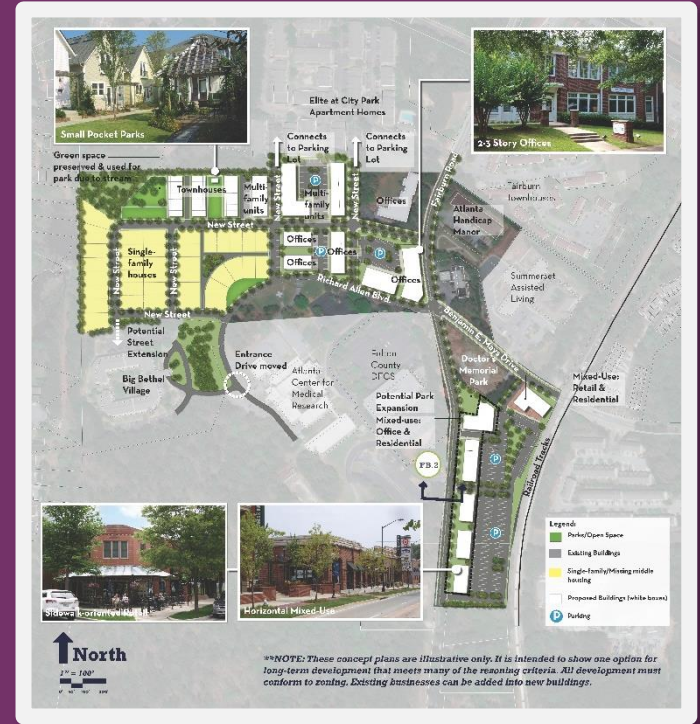 Small Pocket Parks
2-3 Story Offices
Elite at City Park
Apartment Homes
Connects
to Parking
Lot
Connects
to Parking
Lot
Green space
preserved & used for
park due to stream
Townhouses
Multi-
family
units
New Street
P
Multi-
family
units
New Street
Offices
Fairburn Road
Fairburn
Townhouses
Atlanta
Handicap
Manor
New Street
Offices
P
Offices
Offices
P
Offices
Single-
family
houses
New Street
New Street
Richard Allen Blvd.
Summerset
Assisted
Living
New Street
Potential
Street
Extension
Big Bethel
Village
Entrance
Drive moved
Atlanta
Center for
Medical
Research
Fulton
County
DFCS
Benjamin E. Mays Drive
Doctor's
Memorial
Park
Mixed-Use:
Retail &
Residential
Potential Park
Expansion
Mixed-use:
Office &
Residential
FB.2
P
P
Railroad Tracks
Sidewalk-oriented Retail
Horizontal Mixed-Use
Legend:
Parks/Open Space
Existing Buildings
Single-Family/Missing middle
housing
Proposed Buildings (white boxes)
P Parking
North
1" = 100'
**NOTE: These concept plans are illustrative only. It is intended to show one option for
long-term development that meets many of the rezoning criteria. All development must
conform to zoning. Existing businesses can be added into new buildings.